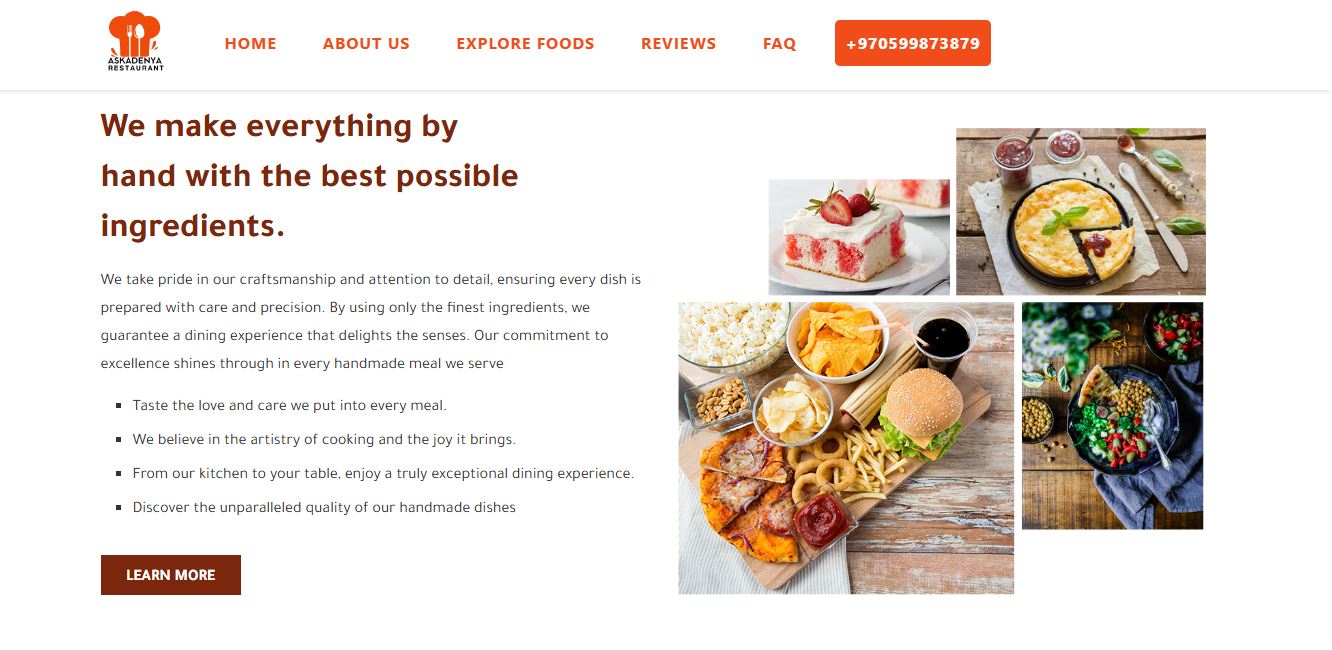 ASKADENYA
RESTAURANT
HOME
ABOUT US
EXPLORE FOODS
REVIEWS
FAQ
+970599873879
We make everything by
hand with the best possible
ingredients.
We take pride in our craftsmanship and attention to detail, ensuring every dish is
prepared with care and precision. By using only the finest ingredients, we
guarantee a dining experience that delights the senses. Our commitment to
excellence shines through in every handmade meal we serve
Taste the love and care we put into every meal.
We believe in the artistry of cooking and the joy it brings.
From our kitchen to your table, enjoy a truly exceptional dining experience.
Discover the unparalleled quality of our handmade dishes
LEARN MORE